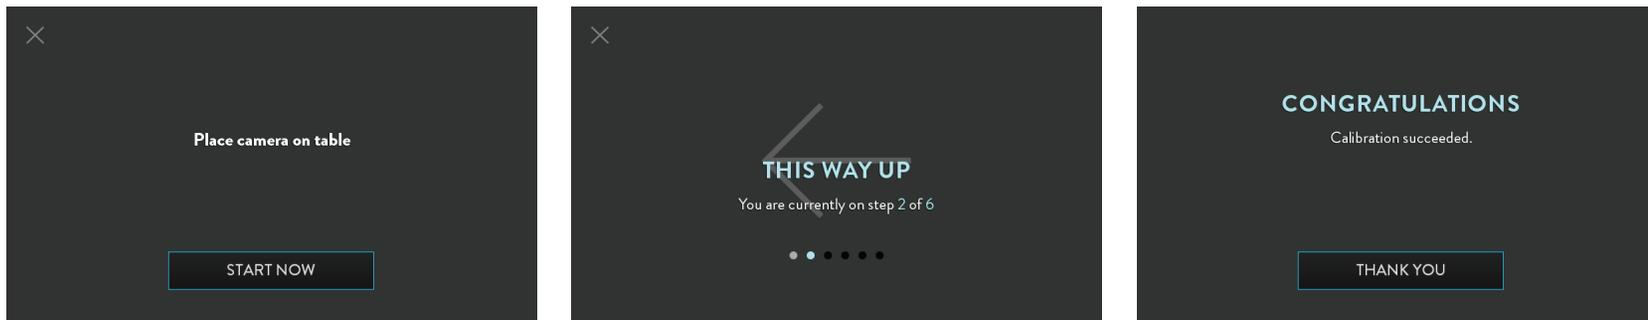 Place camera on table
START NOW
THIS WAY UP
You are currently on step 2 of 6
CONGRATULATIONS
Calibration succeeded.
THANK YOU